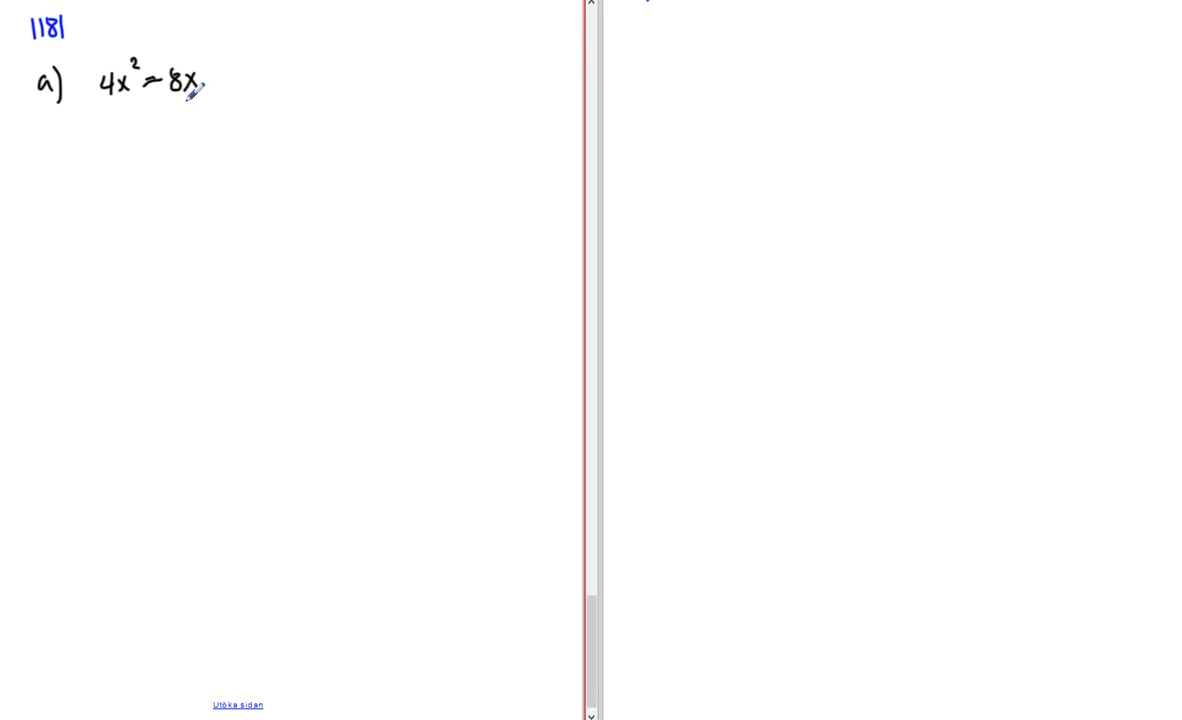 1181
a) 4x² = 8x
Utöka sidan